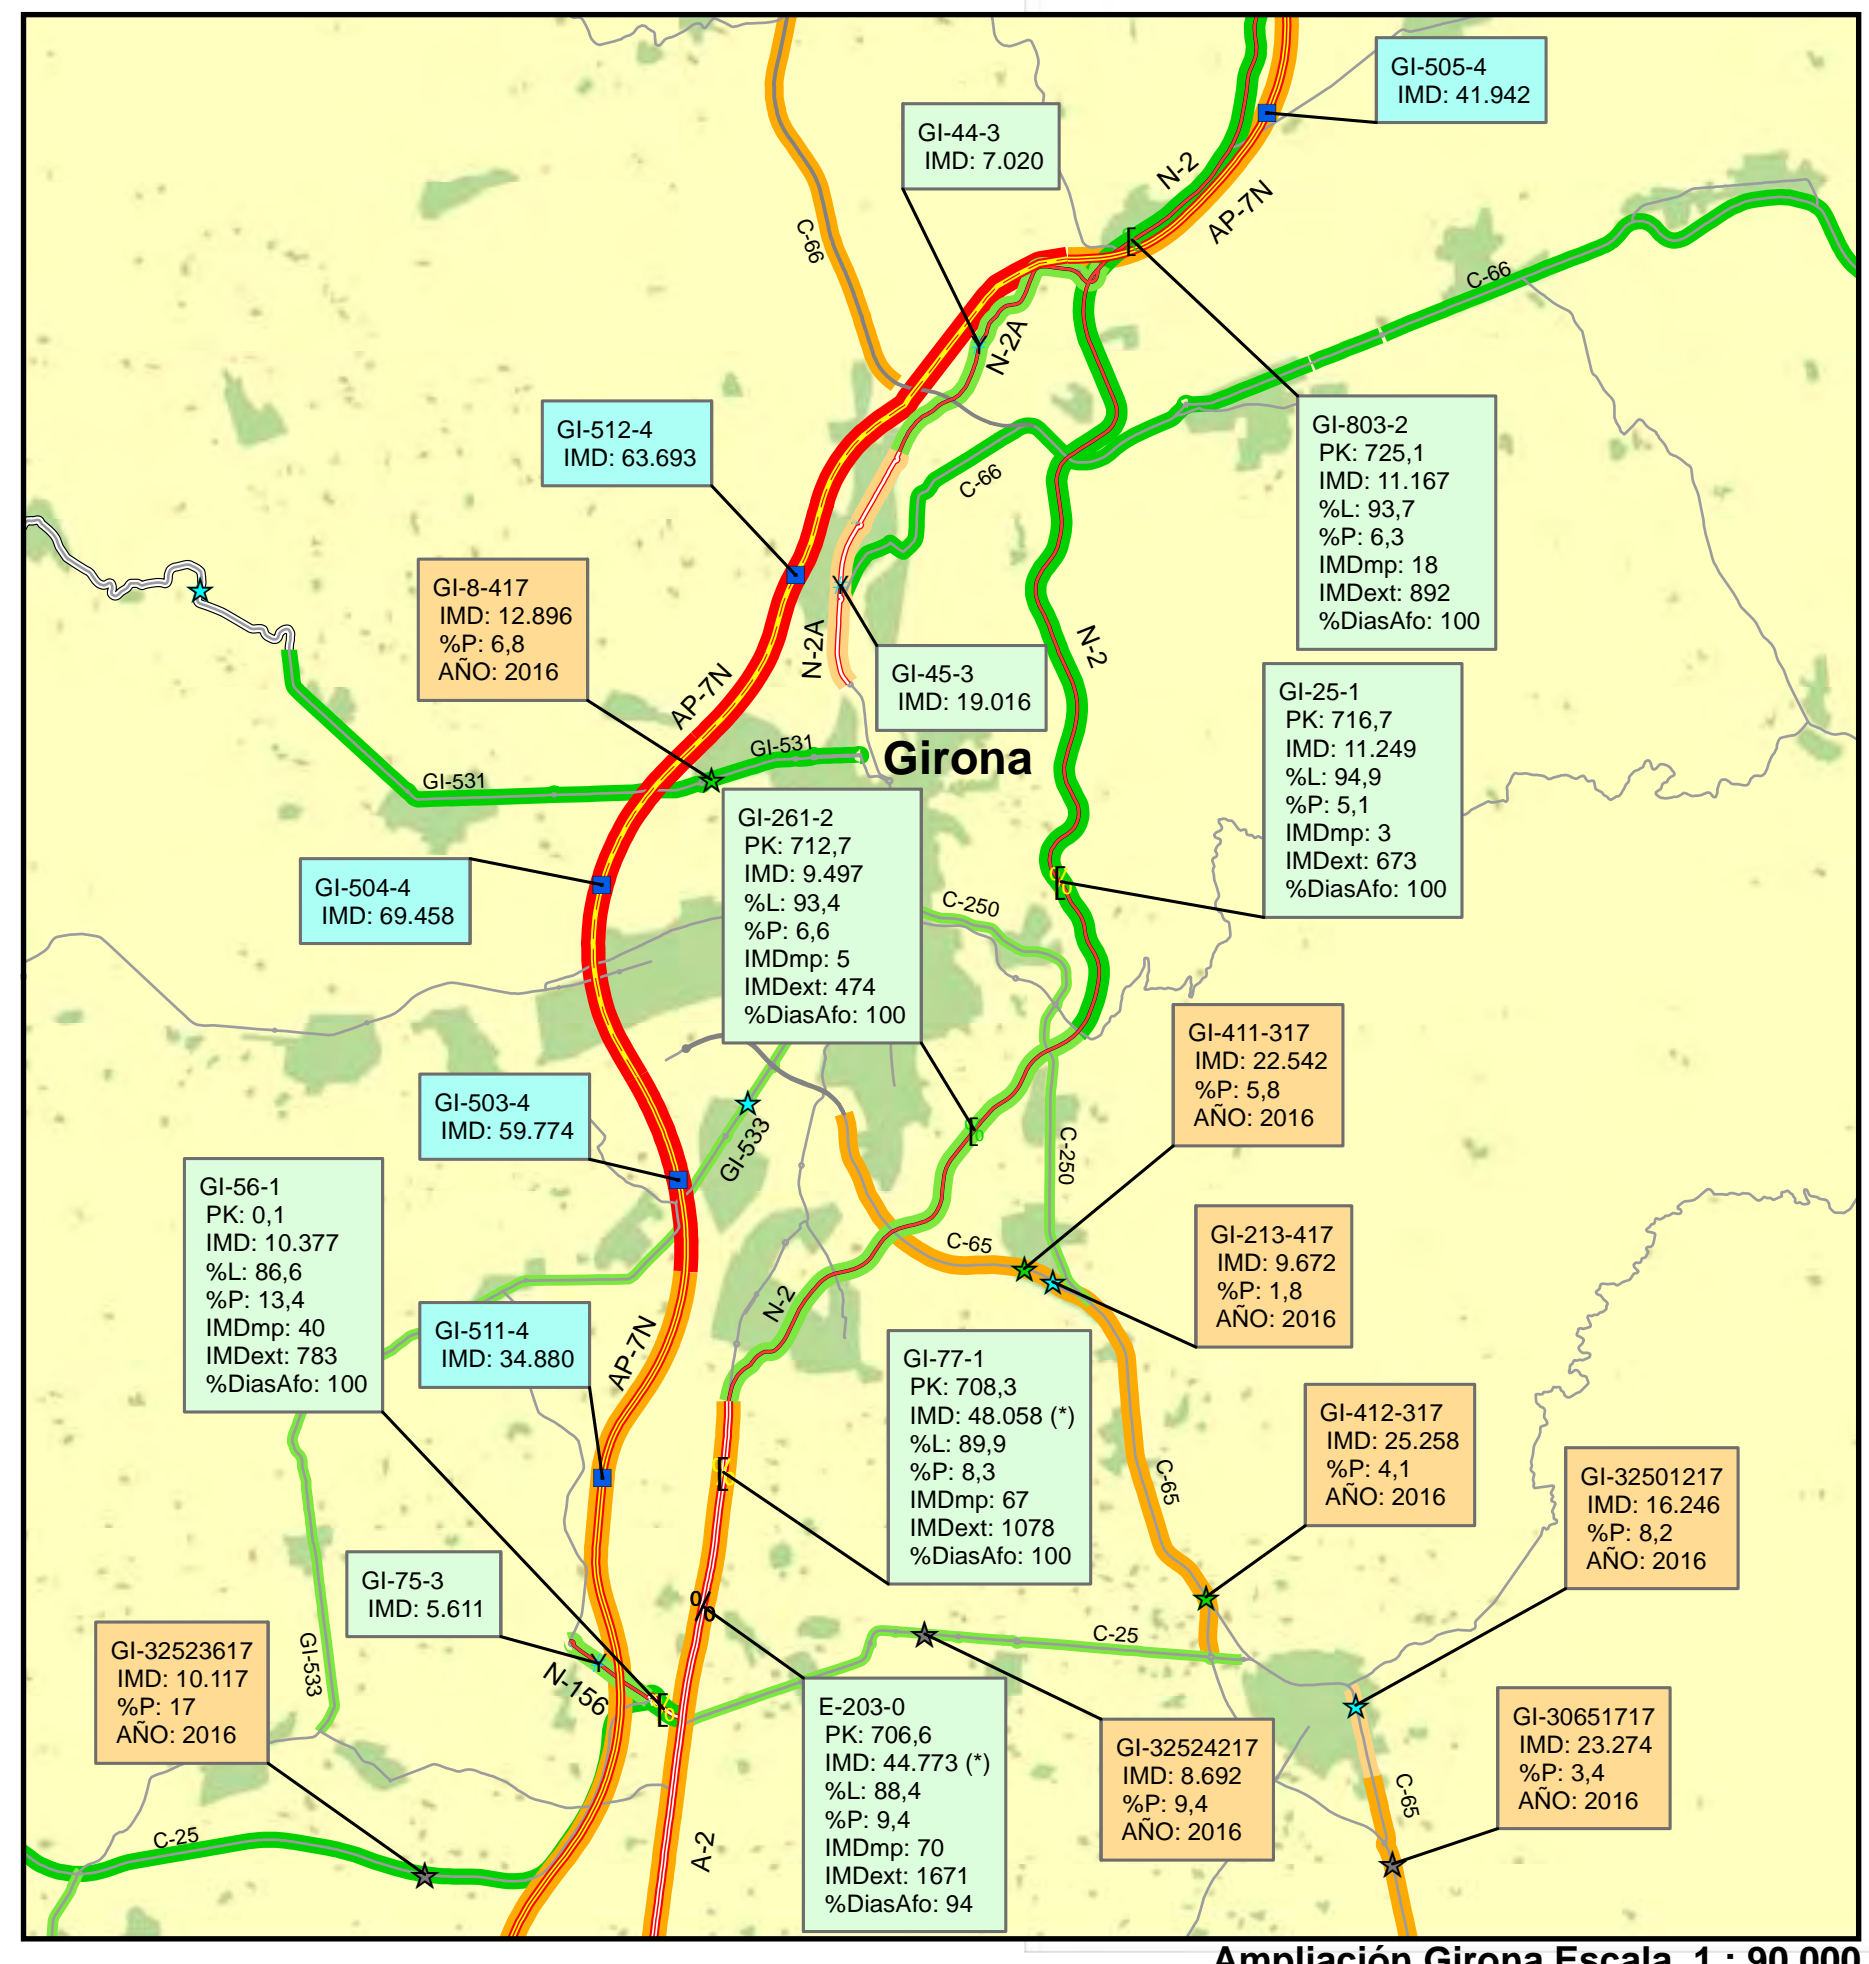 GI-505-4
IMD: 41.942
GI-44-3
IMD: 7.020
N-2
AP-7N
C-66
C-66
N-2A
GI-512-4
IMD: 63.693
GI-803-2
PK: 725,1
IMD: 11.167
%L: 93,7
%P: 6,3
IMDmp: 18
IMDext: 892
%DiasAfo: 100
C-66
GI-8-417
IMD: 12.896
%P: 6,8
AÑO: 2016
N-2A
N-2
GI-45-3
IMD: 19.016
AP-7N
GI-25-1
PK: 716,7
IMD: 11.249
%L: 94,9
%P: 5,1
IMDmp: 3
IMDext: 673
%DiasAfo: 100
GI-531
Girona
GI-531
GI-261-2
PK: 712,7
IMD: 9.497
%L: 93,4
%P: 6,6
IMDmp: 5
IMDext: 474
%DiasAfo: 100
GI-504-4
IMD: 69.458
C-250
GI-411-317
IMD: 22.542
%P: 5,8
AÑO: 2016
GI-503-4
IMD: 59.774
GI-533
C-250
GI-56-1
PK: 0,1
IMD: 10.377
%L: 86,6
%P: 13,4
IMDmp: 40
IMDext: 783
%DiasAfo: 100
GI-213-417
IMD: 9.672
%P: 1,8
AÑO: 2016
C-65
N-2
GI-511-4
IMD: 34.880
AP-7N
GI-77-1
PK: 708,3
IMD: 48.058 (*)
%L: 89,9
%P: 8,3
IMDmp: 67
IMDext: 1078
%DiasAfo: 100
GI-412-317
IMD: 25.258
%P: 4,1
AÑO: 2016
C-65
GI-32501217
IMD: 16.246
%P: 8,2
AÑO: 2016
GI-75-3
IMD: 5.611
%
C-25
GI-32523617
IMD: 10.117
%P: 17
AÑO: 2016
GI-533
N-156
E-203-0
PK: 706,6
IMD: 44.773 (*)
%L: 88,4
%P: 9,4
IMDmp: 70
IMDext: 1671
%DiasAfo: 94
GI-32524217
IMD: 8.692
%P: 9,4
AÑO: 2016
GI-30651717
IMD: 23.274
%P: 3,4
AÑO: 2016
C-65
C-25
A-2
Ampliación Girona Escala 1 : 90.000